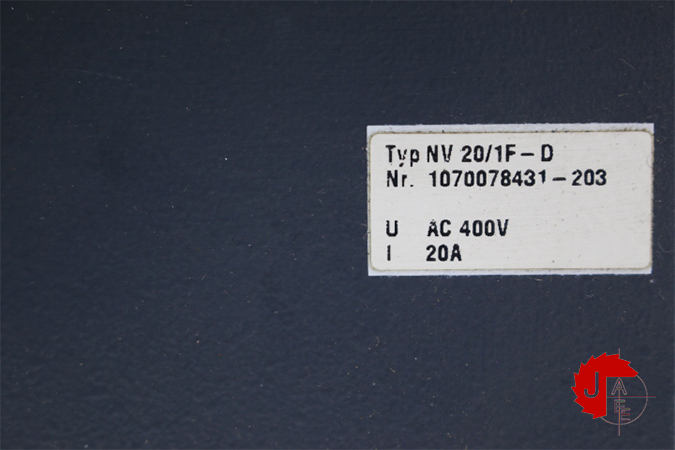 Typ NV 20/1F-D
Nr. 1070078431-203
U AC 400V
I 20A
J